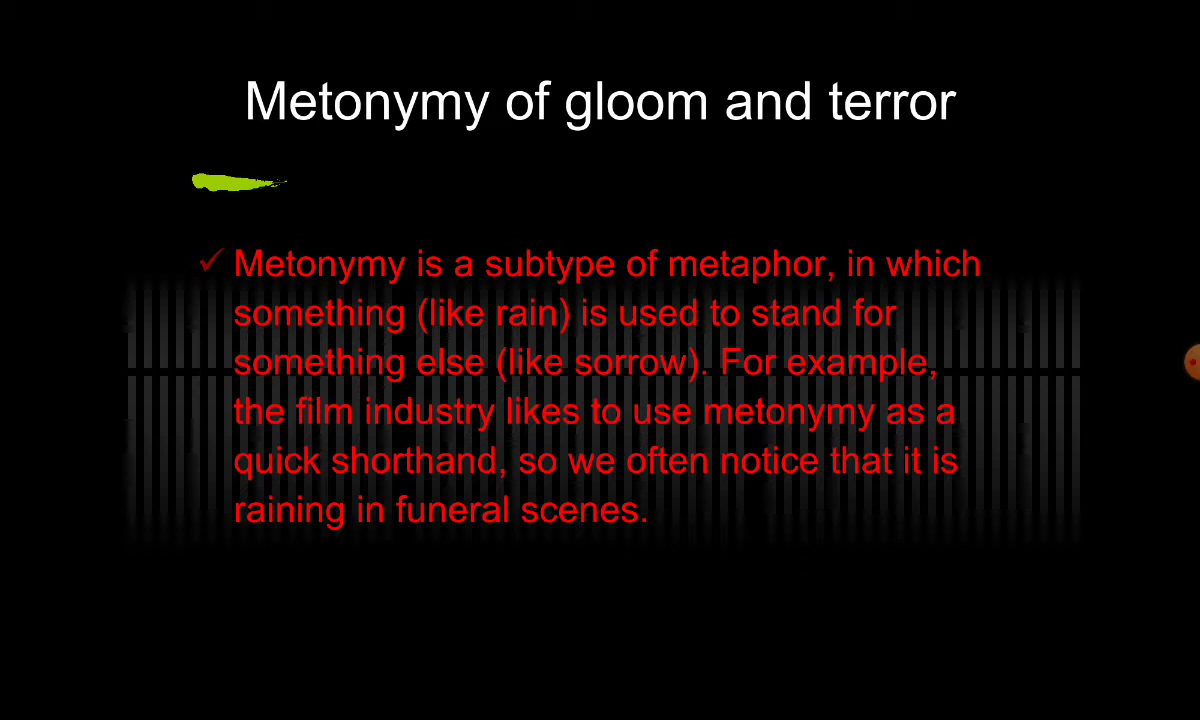 Metonymy of gloom and terror
✓ Metonymy is a subtype of metaphor, in which
something (like rain) is used to stand for
something else (like sorrow). For example,
the film industry likes to use metonymy as a
quick shorthand, so we often notice that it is
raining in funeral scenes.